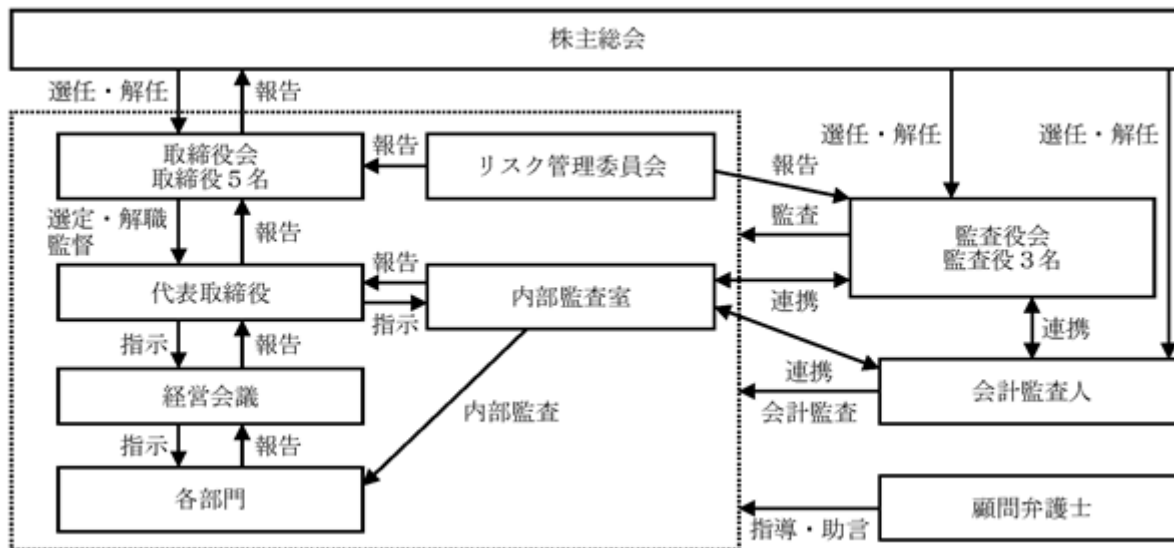 株主総会
選任・解任
報告
選任・解任
選任・解任
取締役会
取締役５名
報告
リスク管理委員会
報告
選定・解職
監督
報告
監査
監査役会
監査役３名
代表取締役
報告
指示
内部監査室
連携
連携
指示
報告
経営会議
内部監査
連携
会計監査
会計監査人
指示
報告
各部門
指導・助言
顧問弁護士